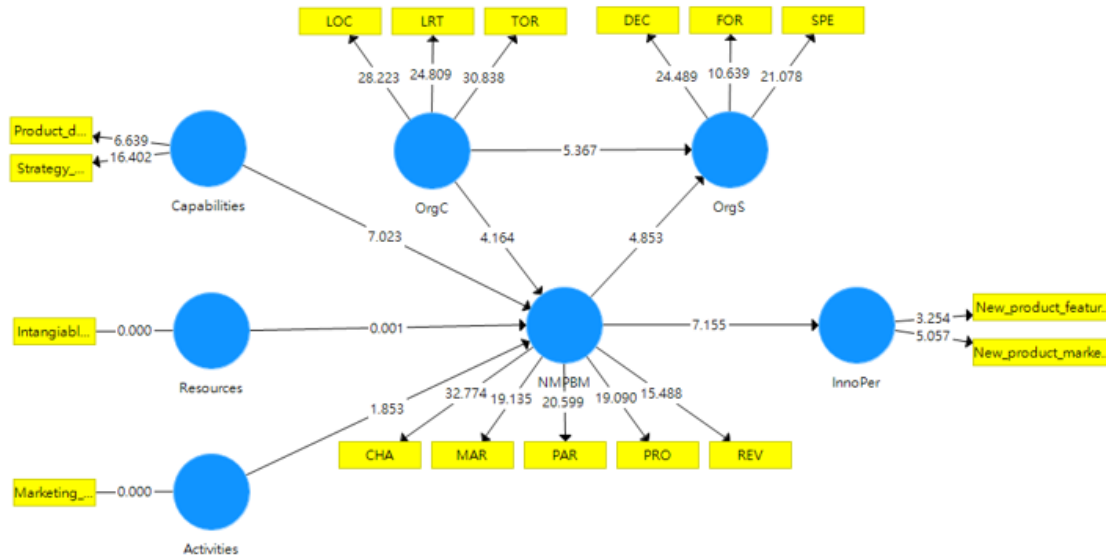 LOC LRT TOR DEC FOR SPE
28.223 24.809 30.838 24.489 10.639 21.078
Product_d...
6.639
Strategy_...
16.402
Capabilities
OrgC
5.367
OrgS
7.023
4.164
4.853
Intangiabl...
0.000
Resources
0.001
NMPBM
7.155
InnoPer
3.254
New_product_featur...
5.057
New_product_marke...
1.853
32.774 19.135 20.599 19.090 15.488
CHA MAR PAR PRO REV
Marketing_...
0.000
Activities